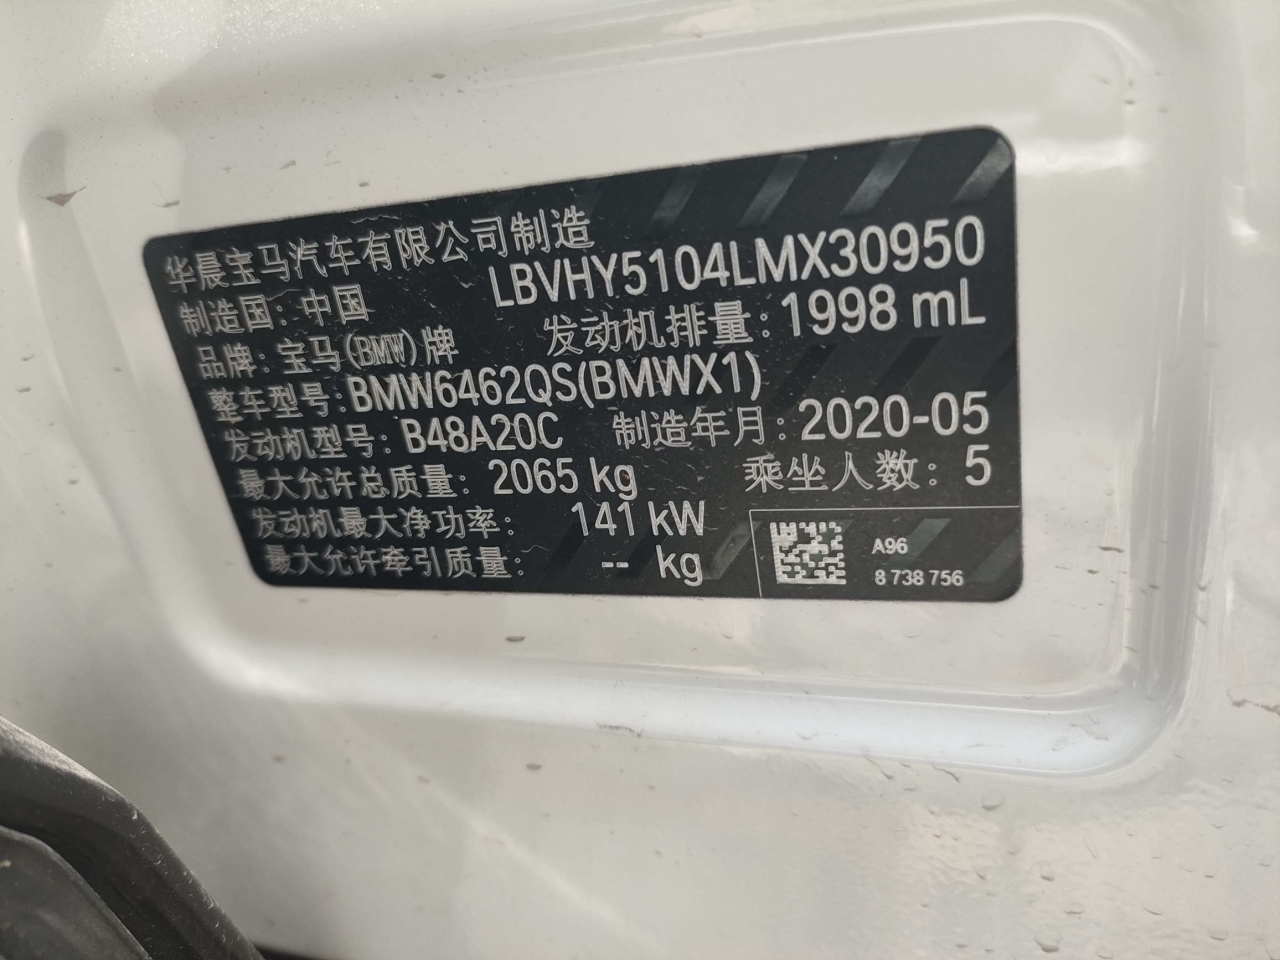 华晨宝马汽车有限公司制造
LBVHY5104LMX30950
制造国：中国
发动机排量：1998 mL
品牌：宝马(BMW)牌
整车型号：BMW6462QS(BMWX1)
发动机型号：B48A20C 制造年月：2020-05
最大允许总质量：2065 kg 乘坐人数：5
发动机最大净功率：141 kW
最大允许牵引质量：-- kg
A96
8 738 756